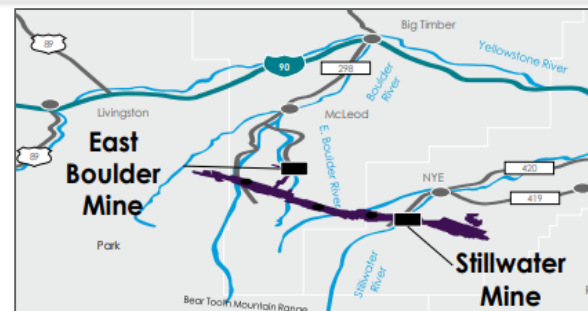 Big Timber
89
90
298
Yellowstone River
Boulder
River
Livingston
McLeod
East
Boulder
Mine
89
E. Boulder River
NYE
420
419
Park
Stillwater
River
Stillwater
Mine
Bear Tooth Mountain Range